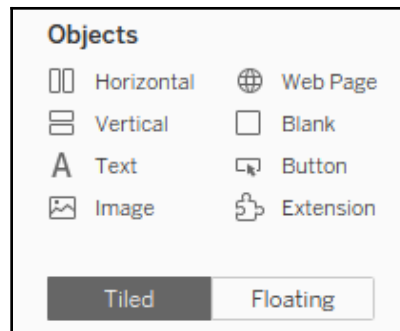 Objects
Horizontal
Web Page
Vertical
Blank
Text
Button
Image
Extension
Tiled
Floating